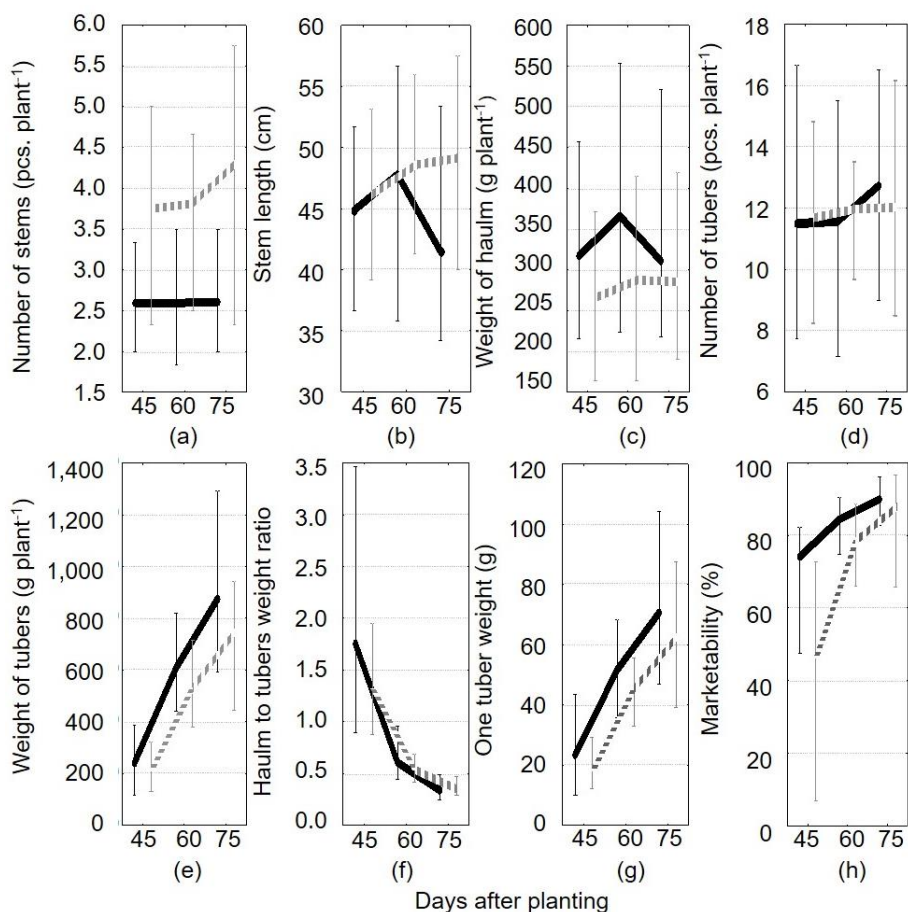 Number of stems (pcs. plant⁻¹)
6.0
5.5
5.0
4.5
4.0
3.5
3.0
2.5
2.0
1.5
45 60 75
(a)
Stem length (cm)
60
55
50
45
40
35
30
45 60 75
(b)
Weight of haulm (g plant⁻¹)
600
550
500
450
400
350
300
205
200
150
45 60 75
(c)
Number of tubers (pcs. plant⁻¹)
18
16
14
12
10
8
6
45 60 75
(d)
Weight of tubers (g plant⁻¹)
1,400
1,200
1,000
800
600
400
200
0
45 60 75
(e)
Haulm to tubers weight ratio
3.5
3.0
2.5
2.0
1.5
1.0
0.5
0.0
45 60 75
(f)
One tuber weight (g)
120
100
80
60
40
20
0
45 60 75
(g)
Marketability (%)
100
80
60
40
20
0
45 60 75
(h)
Days after planting